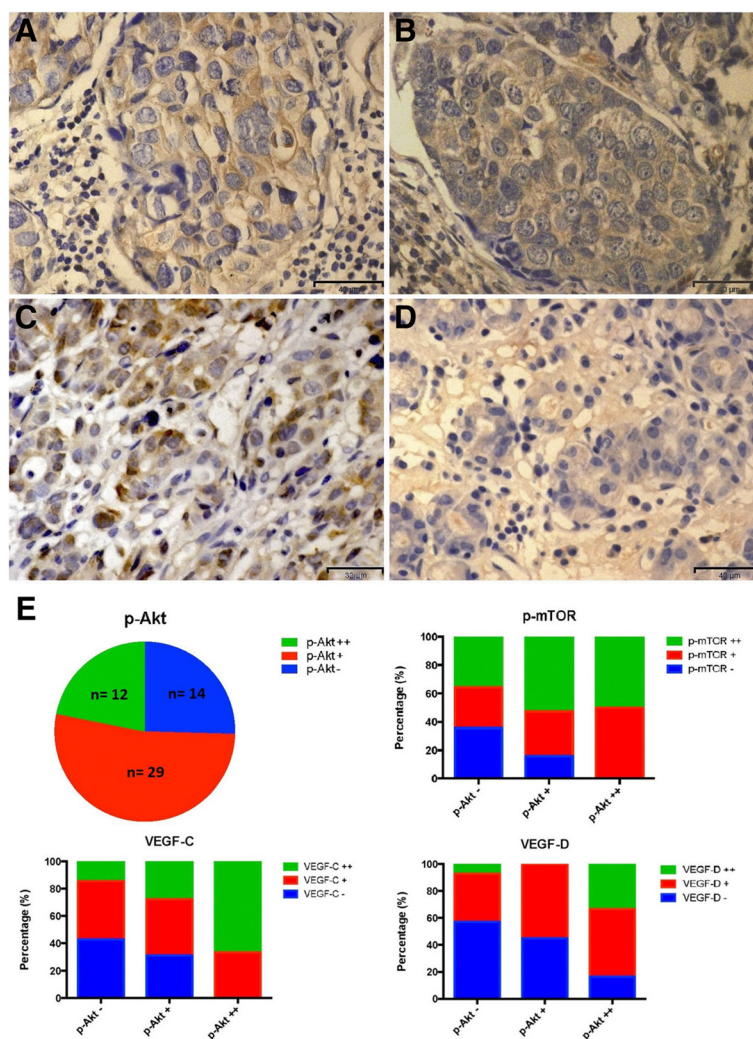 A
B
40 µm
C
D
32 µm
40 µm
E
p-Akt
p-Akt ++
p-Akt +
p-Akt -
n= 12
n= 14
n= 29
p-mTOR
p-mTOR ++
p-mTOR +
p-mTOR -
Percentage (%)
100
80
60
40
20
0
p-Akt -
p-Akt +
p-Akt ++
VEGF-C
VEGF-C ++
VEGF-C +
VEGF-C -
Percentage (%)
100
80
60
40
20
0
p-Akt -
p-Akt +
p-Akt ++
VEGF-D
VEGF-D ++
VEGF-D +
VEGF-D -
Percentage (%)
100
80
60
40
20
0
p-Akt -
p-Akt +
p-Akt ++